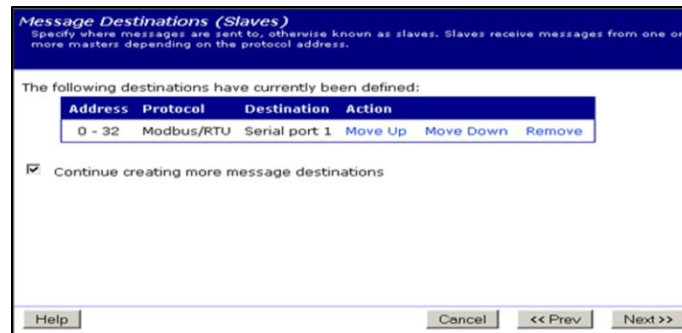 Message Destinations (Slaves)
Specify where messages are sent to, otherwise known as slaves. Slaves receive messages from one or
more masters depending on the protocol address.
The following destinations have currently been defined:
Address Protocol Destination Action
0 - 32 Modbus/RTU Serial port 1 Move Up Move Down Remove
Continue creating more message destinations
Help Cancel << Prev Next >>